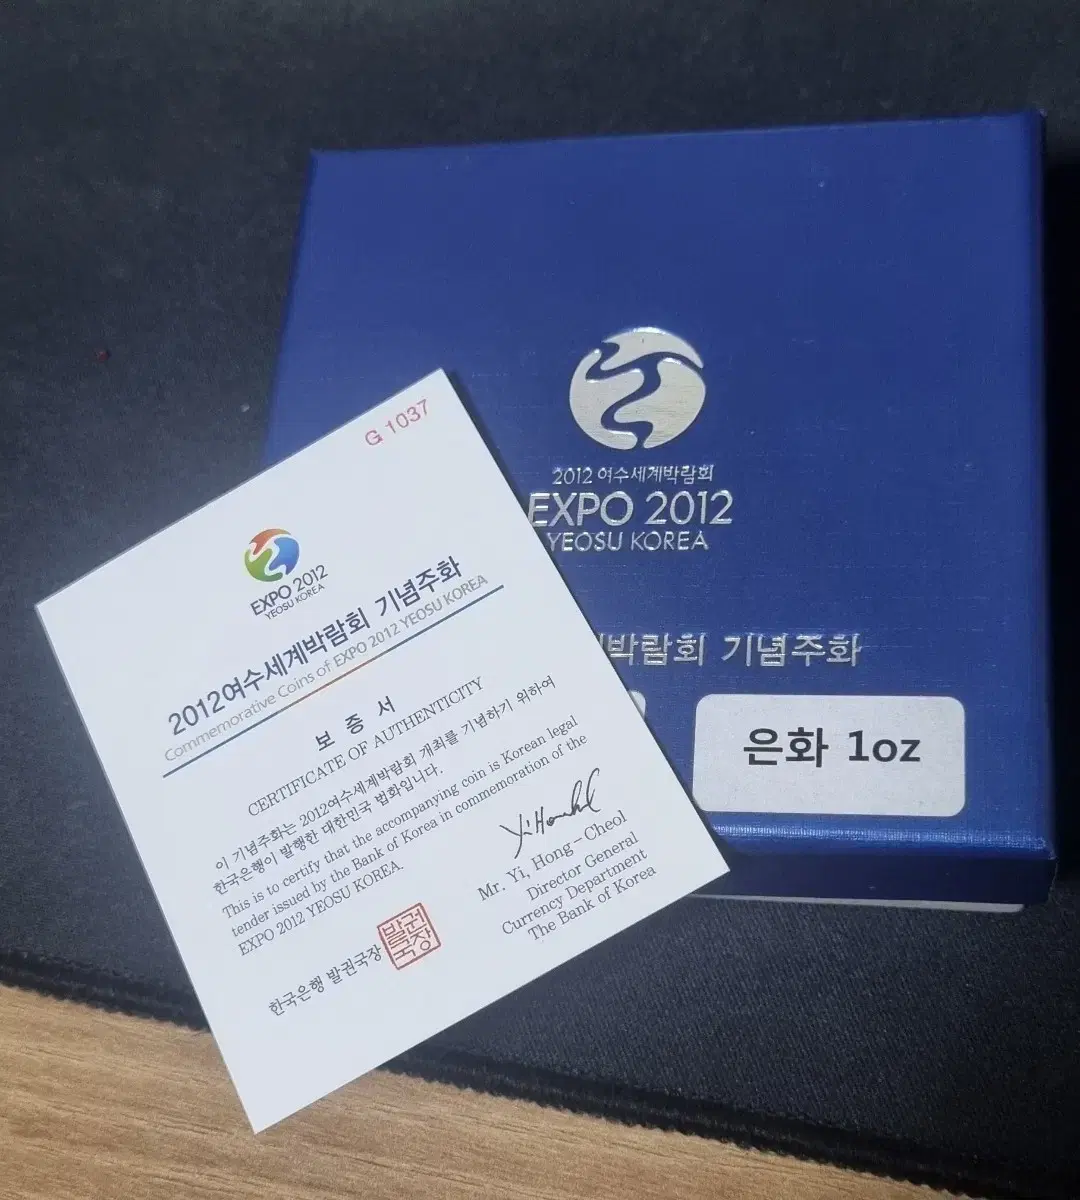 G 1037
EXPO 2012
YEOSU KOREA
2012여수세계박람회 기념주화
Commemorative Coins of EXPO 2012 YEOSU KOREA
보 증 서
CERTIFICATE OF AUTHENTICITY
이 기념주화는 2012여수세계박람회 개최를 기념하기 위하여
한국은행이 발행한 대한민국 법화입니다.
This is to certify that the accompanying coin is Korean legal
tender issued by the Bank of Korea in commemoration of the
EXPO 2012 YEOSU KOREA.
Mr. Yi, Hong-Cheol
Director General
Currency Department
The Bank of Korea
한국은행 발권국장
발권국장
2012 여수세계박람회
EXPO 2012
YEOSU KOREA
박람회 기념주화
은화 1oz